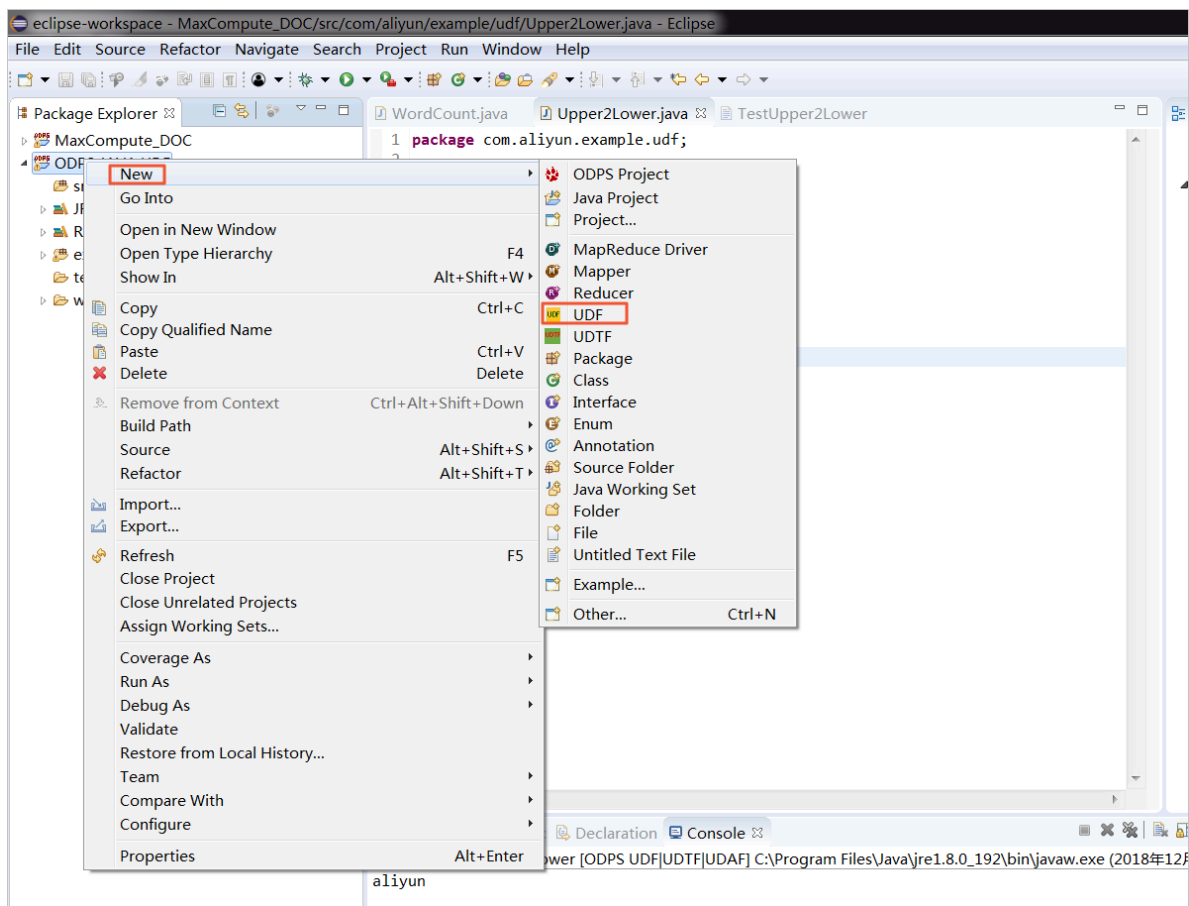 eclipse-workspace - MaxCompute_DOC/src/com/aliyun/example/udf/Upper2Lower.java - Eclipse
File Edit Source Refactor Navigate Search Project Run Window Help
Package Explorer
WordCount.java
Upper2Lower.java
TestUpper2Lower
MaxCompute_DOC
1 package com.aliyun.example.udf;
New
Go Into
Open in New Window
Open Type Hierarchy F4
Show In Alt+Shift+W
Copy Ctrl+C
Copy Qualified Name
Paste Ctrl+V
Delete Delete
Remove from Context Ctrl+Alt+Shift+Down
Build Path
Source Alt+Shift+S
Refactor Alt+Shift+T
Import...
Export...
Refresh F5
Close Project
Close Unrelated Projects
Assign Working Sets...
Coverage As
Run As
Debug As
Validate
Restore from Local History...
Team
Compare With
Configure
Properties Alt+Enter
ODPS Project
Java Project
Project...
MapReduce Driver
Mapper
Reducer
UDF
UDTF
Package
Class
Interface
Enum
Annotation
Source Folder
Java Working Set
Folder
File
Untitled Text File
Example...
Other... Ctrl+N
Declaration
Console
[ODPS UDF|UDTF|UDAF] C:\Program Files\Java\jre1.8.0_192\bin\javaw.exe (2018年12月
aliyun